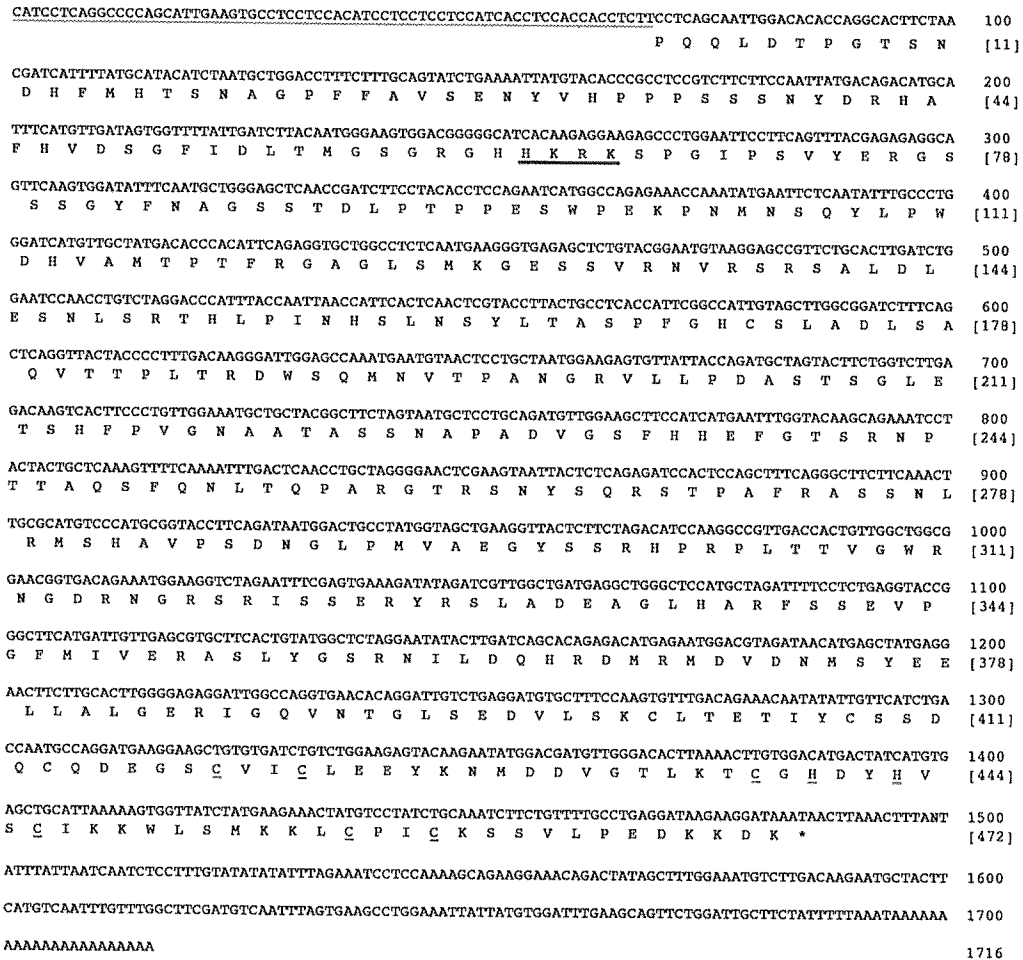 CATCCTCAGGCCCCAGCATTGAAGTGCCTCCTCCACATCCTCCTCCTCCATCACCTCCACCACCTCTTCCTCAGCAATTGGACACACCAGGCACTTCTAA 100
P Q Q L D T P G T S N [11]
CGATCATTTTATGCATACATCTAATGCTGGACCTTTCTTTGCAGTATCTGAAAATTATGTACACCCGCCTCCGTCTTCTTCCAATTATGACAGACATGCA 200
D H F M H T S N A G P F F A V S E N Y V H P P P S S S N Y D R H A [44]
TTTCATGTTGATAGTGGTTTTATTGATCTTACAATGGGAAGTGGACGGGGGCATCACAAGAGGAAGAGCCCTGGAATTCCTTCAGTTTACGAGAGAGGCA 300
F H V D S G F I D L T M G S G R G H H K R K S P G I P S V Y E R G S [78]
GTTCAAGTGGATATTTCAATGCTGGGAGCTCAACCGATCTTCCTACACCTCCAGAATCATGGCCAGAGAAACCAAATATGAATTCTCAATATTTGCCCTG 400
S S G Y F N A G S S T D L P T P P E S W P E K P N M N S Q Y L P W [111]
GGATCATGTTGCTATGACACCCACATTCAGAGGTGCTGGCCTCTCAATGAAGGGTGAGAGCTCTGTACGGAATGTAAGGAGCCGTTCTGCACTTGATCTG 500
D H V A M T P T F R G A G L S M K G E S S V R N V R S R S A L D L [144]
GAATCCAACCTGTCTAGGACCCATTTACCAATTAACCATTCACTCAACTCGTACCTTACTGCCTCACCATTCGGCCATTGTAGCTTGGCGGATCTTTCAG 600
E S N L S R T H L P I N H S L N S Y L T A S P F G H C S L A D L S A [178]
CTCAGGTTACTACCCCTTTGACAAGGGATTGGAGCCAAATGAATGTAACTCCTGCTAATGGAAGAGTGTTATTACCAGATGCTAGTACTTCTGGTCTTGA 700
Q V T T P L T R D W S Q M N V T P A N G R V L L P D A S T S G L E [211]
GACAAGTCACTTCCCTGTTGGAAATGCTGCTACGGCTTCTAGTAATGCTCCTGCAGATGTTGGAAGCTTCCATCATGAATTTGGTACAAGCAGAAATCCT 800
T S H F P V G N A A T A S S N A P A D V G S F H H E F G T S R N P [244]
ACTACTGCTCAAAGTTTTCAAAATTTGACTCAACCTGCTAGGGGAACTCGAAGTAATTACTCTCAGAGATCCACTCCAGCTTTCAGGGCTTCTTCAAACT 900
T T A Q S F Q N L T Q P A R G T R S N Y S Q R S T P A F R A S S N L [278]
TGCGCATGTCCCATGCGGTACCTTCAGATAATGGACTGCCTATGGTAGCTGAAGGTTACTCTTCTAGACATCCAAGGCCGTTGACCACTGTTGGCTGGCG 1000
R M S H A V P S D N G L P M V A E G Y S S R H P R P L T T V G W R [311]
GAACGGTGACAGAAATGGAAGGTCTAGAATTTCGAGTGAAAGATATAGATCGTTGGCTGATGAGGCTGGGCTCCATGCTAGATTTTCCTCTGAGGTACCG 1100
N G D R N G R S R I S S E R Y R S L A D E A G L H A R F S S E V P [344]
GGCTTCATGATTGTTGAGCGTGCTTCACTGTATGGCTCTAGGAATATACTTGATCAGCACAGAGACATGAGAATGGACGTAGATAACATGAGCTATGAGG 1200
G F M I V E R A S L Y G S R N I L D Q H R D M R M D V D N M S Y E E [378]
AACTTCTTGCACTTGGGGAGAGGATTGGCCAGGTGAACACAGGATTGTCTGAGGATGTGCTTTCCAAGTGTTTGACAGAAACAATATATTGTTCATCTGA 1300
L L A L G E R I G Q V N T G L S E D V L S K C L T E T I Y C S S D [411]
CCAATGCCAGGATGAAGGAAGCTGTGTGATCTGTCTGGAAGAGTACAAGAATATGGACGATGTTGGGACACTTAAAACTTGTGGACATGACTATCATGTG 1400
Q C Q D E G S C V I C L E E Y K N M D D V G T L K T C G H D Y H V [444]
AGCTGCATTAAAAAGTGGTTATCTATGAAGAAACTATGTCCTATCTGCAAATCTTCTGTTTTGCCTGAGGATAAGAAGGATAAATAACTTAAACTTTANT 1500
S C I K K W L S M K K L C P I C K S S V L P E D K K D K * [472]
ATTTATTAATCAATCTCCTTTGTATATATATTTAGAAATCCTCCAAAAGCAGAAGGAAACAGACTATAGCTTTGGAAATGTCTTGACAAGAATGCTACTT 1600
CATGTCAATTTGTTTGGCTTCGATGTCAATTTAGTGAAGCCTGGAAATTATTATGTGGATTTGAAGCAGTTCTGGATTGCTTCTATTTTTAAATAAAAAA 1700
AAAAAAAAAAAAAAAA 1716